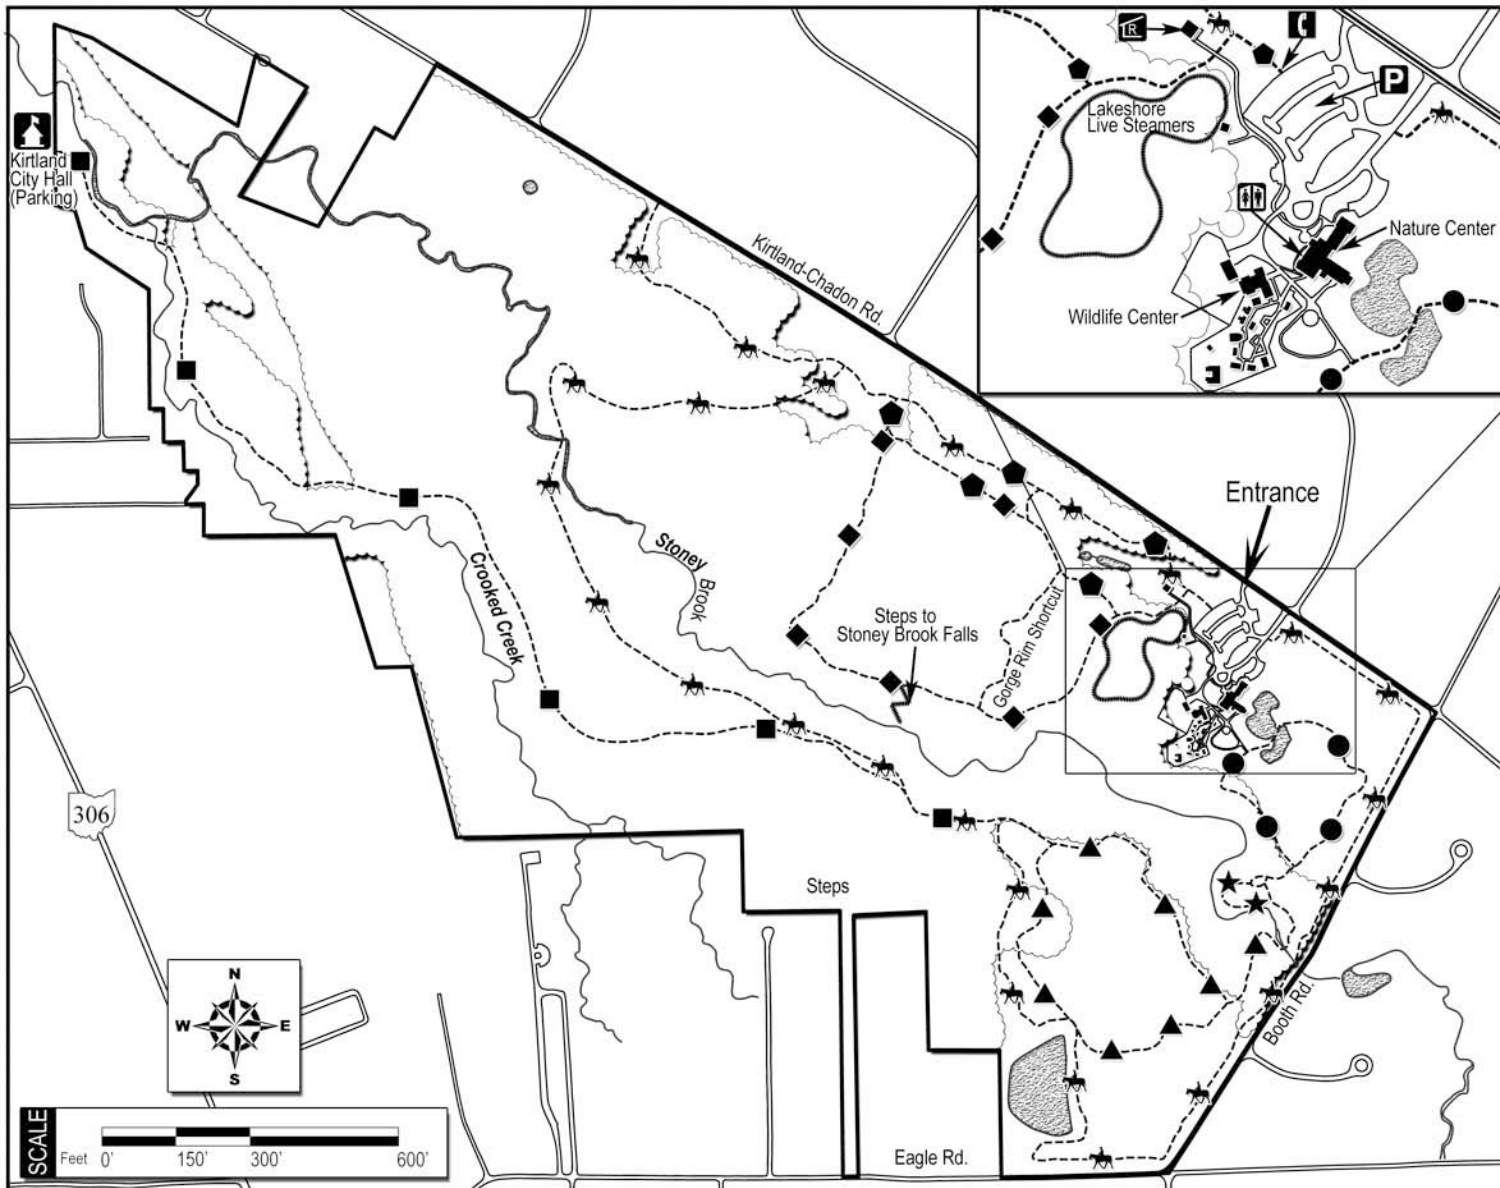 R
P
Lakeshore
Live Steamers
Nature Center
Wildlife Center
Kirtland
City Hall
(Parking)
Kirtland-Chadon Rd.
Entrance
Stoney
Brook
Crooked Creek
Steps to
Stoney Brook Falls
Gorge Rim Shortcut
306
Steps
Booth Rd.
N
W E
S
SCALE
Feet 0' 150' 300' 600'
Eagle Rd.